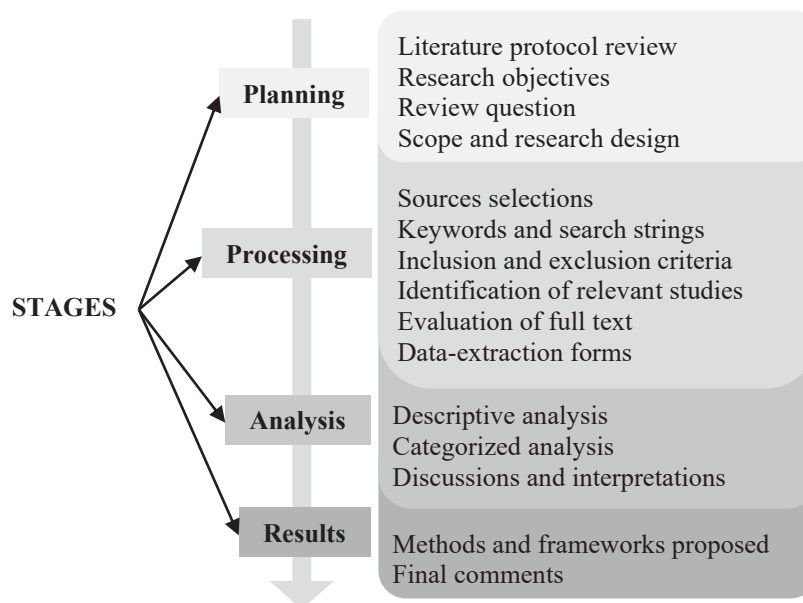 STAGES
Planning
Literature protocol review
Research objectives
Review question
Scope and research design
Processing
Sources selections
Keywords and search strings
Inclusion and exclusion criteria
Identification of relevant studies
Evaluation of full text
Data-extraction forms
Analysis
Descriptive analysis
Categorized analysis
Discussions and interpretations
Results
Methods and frameworks proposed
Final comments